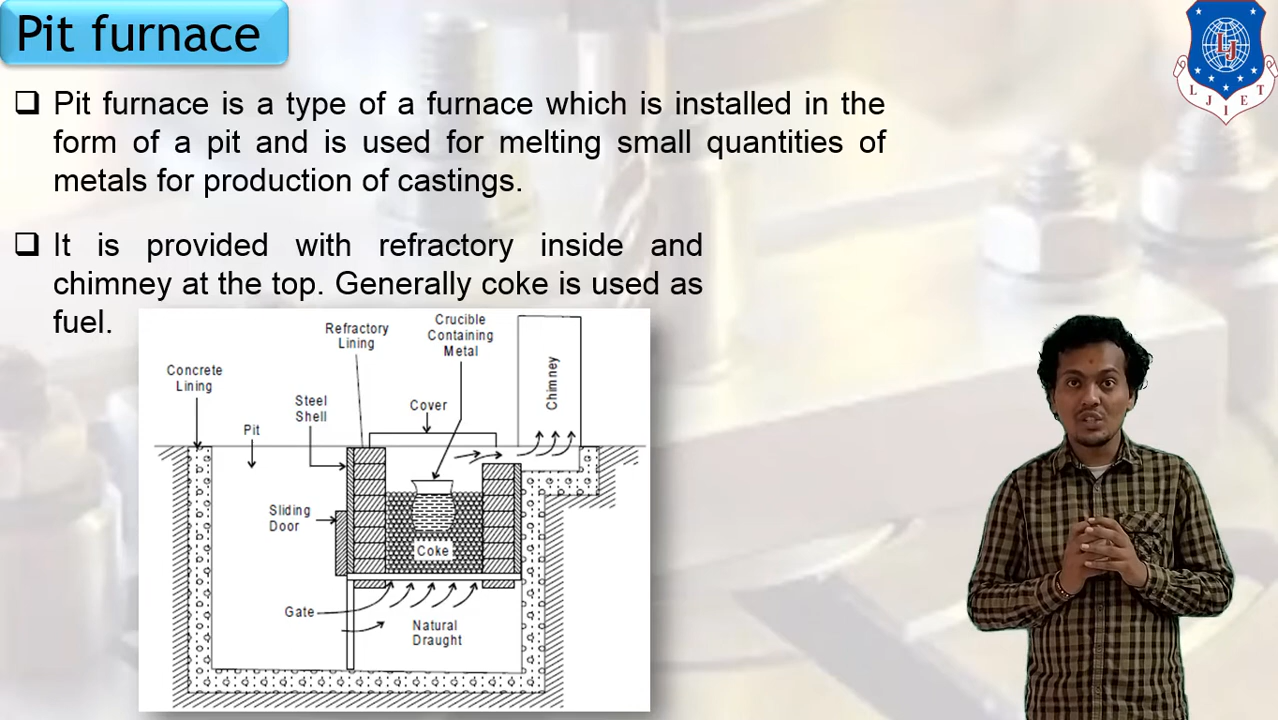 Pit furnace
❑ Pit furnace is a type of a furnace which is installed in the
form of a pit and is used for melting small quantities of
metals for production of castings.
❑ It is provided with refractory inside and
chimney at the top. Generally coke is used as
fuel.
Refractory
Lining
Crucible
Containing
Metal
Chimney
Concrete
Lining
Steel
Shell
Cover
Pit
Sliding
Door
Coke
Gate
Natural
Draught
LJ
L J I E T